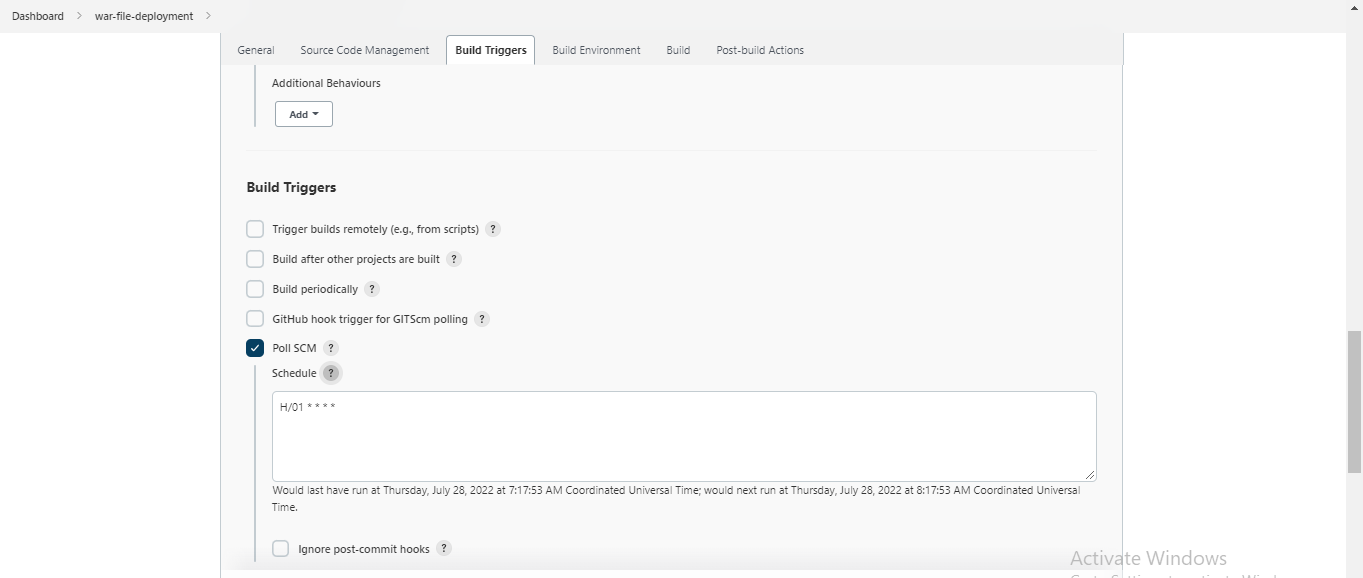 Dashboard > war-file-deployment >
General Source Code Management Build Triggers Build Environment Build Post-build Actions
Additional Behaviours
Add
Build Triggers
Trigger builds remotely (e.g., from scripts) ?
Build after other projects are built ?
Build periodically ?
GitHub hook trigger for GITScm polling ?
Poll SCM ?
Schedule ?
H/01 * * * *
Would last have run at Thursday, July 28, 2022 at 7:17:53 AM Coordinated Universal Time; would next run at Thursday, July 28, 2022 at 8:17:53 AM Coordinated Universal
Time.
Ignore post-commit hooks ?
Activate Windows